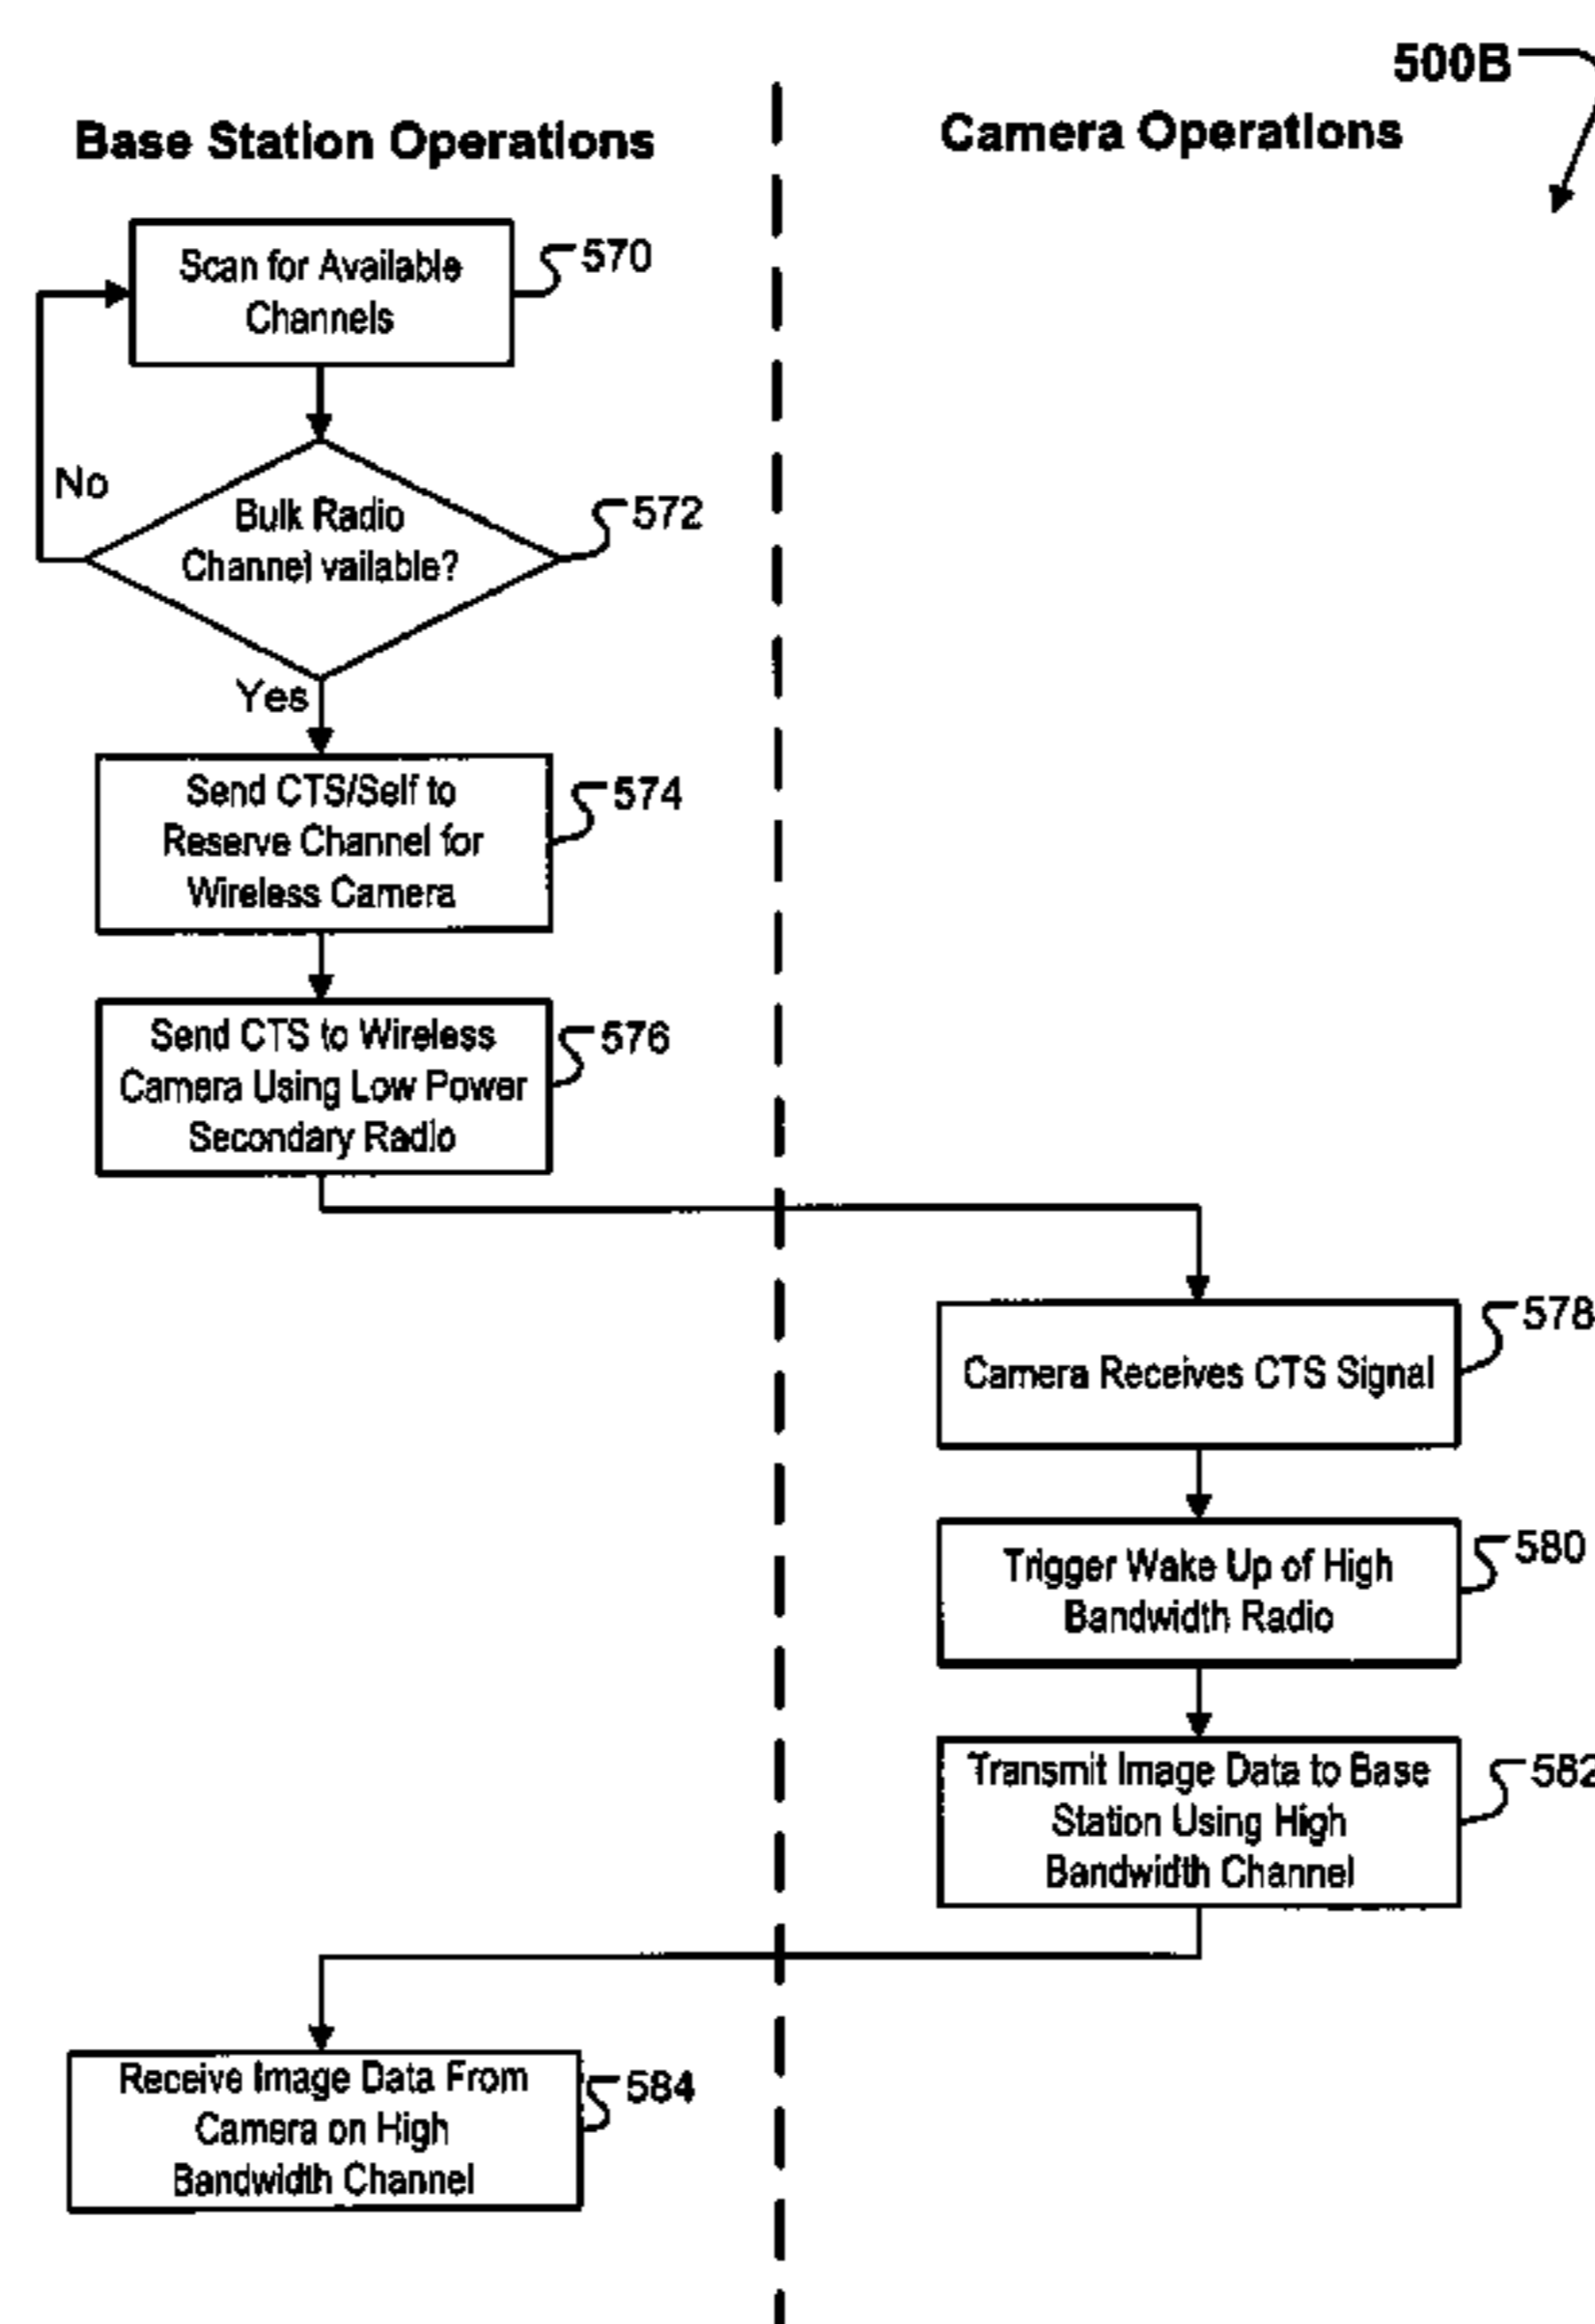 500B
Base Station Operations
Camera Operations
Scan for Available
Channels
570
No
Bulk Radio
Channel vailable?
572
Yes
Send CTS/Self to
Reserve Channel for
Wireless Camera
574
Send CTS to Wireless
Camera Using Low Power
Secondary Radio
576
Camera Receives CTS Signal
578
Trigger Wake Up of High
Bandwidth Radio
580
Transmit Image Data to Base
Station Using High
Bandwidth Channel
582
Receive Image Data From
Camera on High
Bandwidth Channel
584